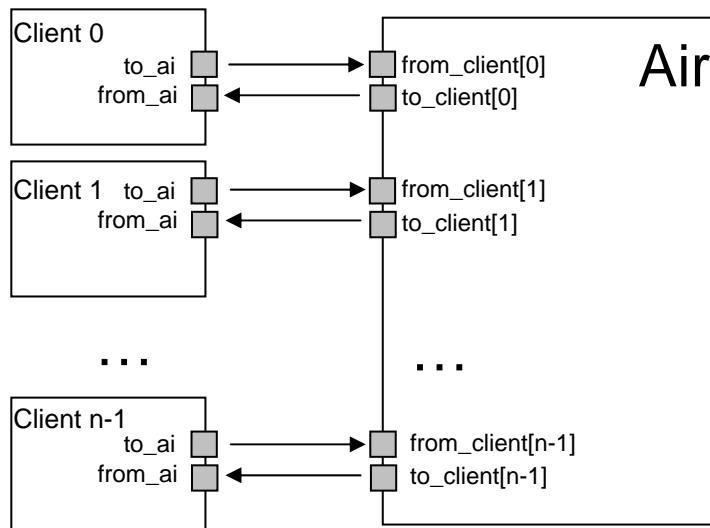 Client 0
to_ai
from_ai
from_client[0]
to_client[0]
Air
Client 1
to_ai
from_ai
from_client[1]
to_client[1]
...
...
Client n-1
to_ai
from_ai
from_client[n-1]
to_client[n-1]